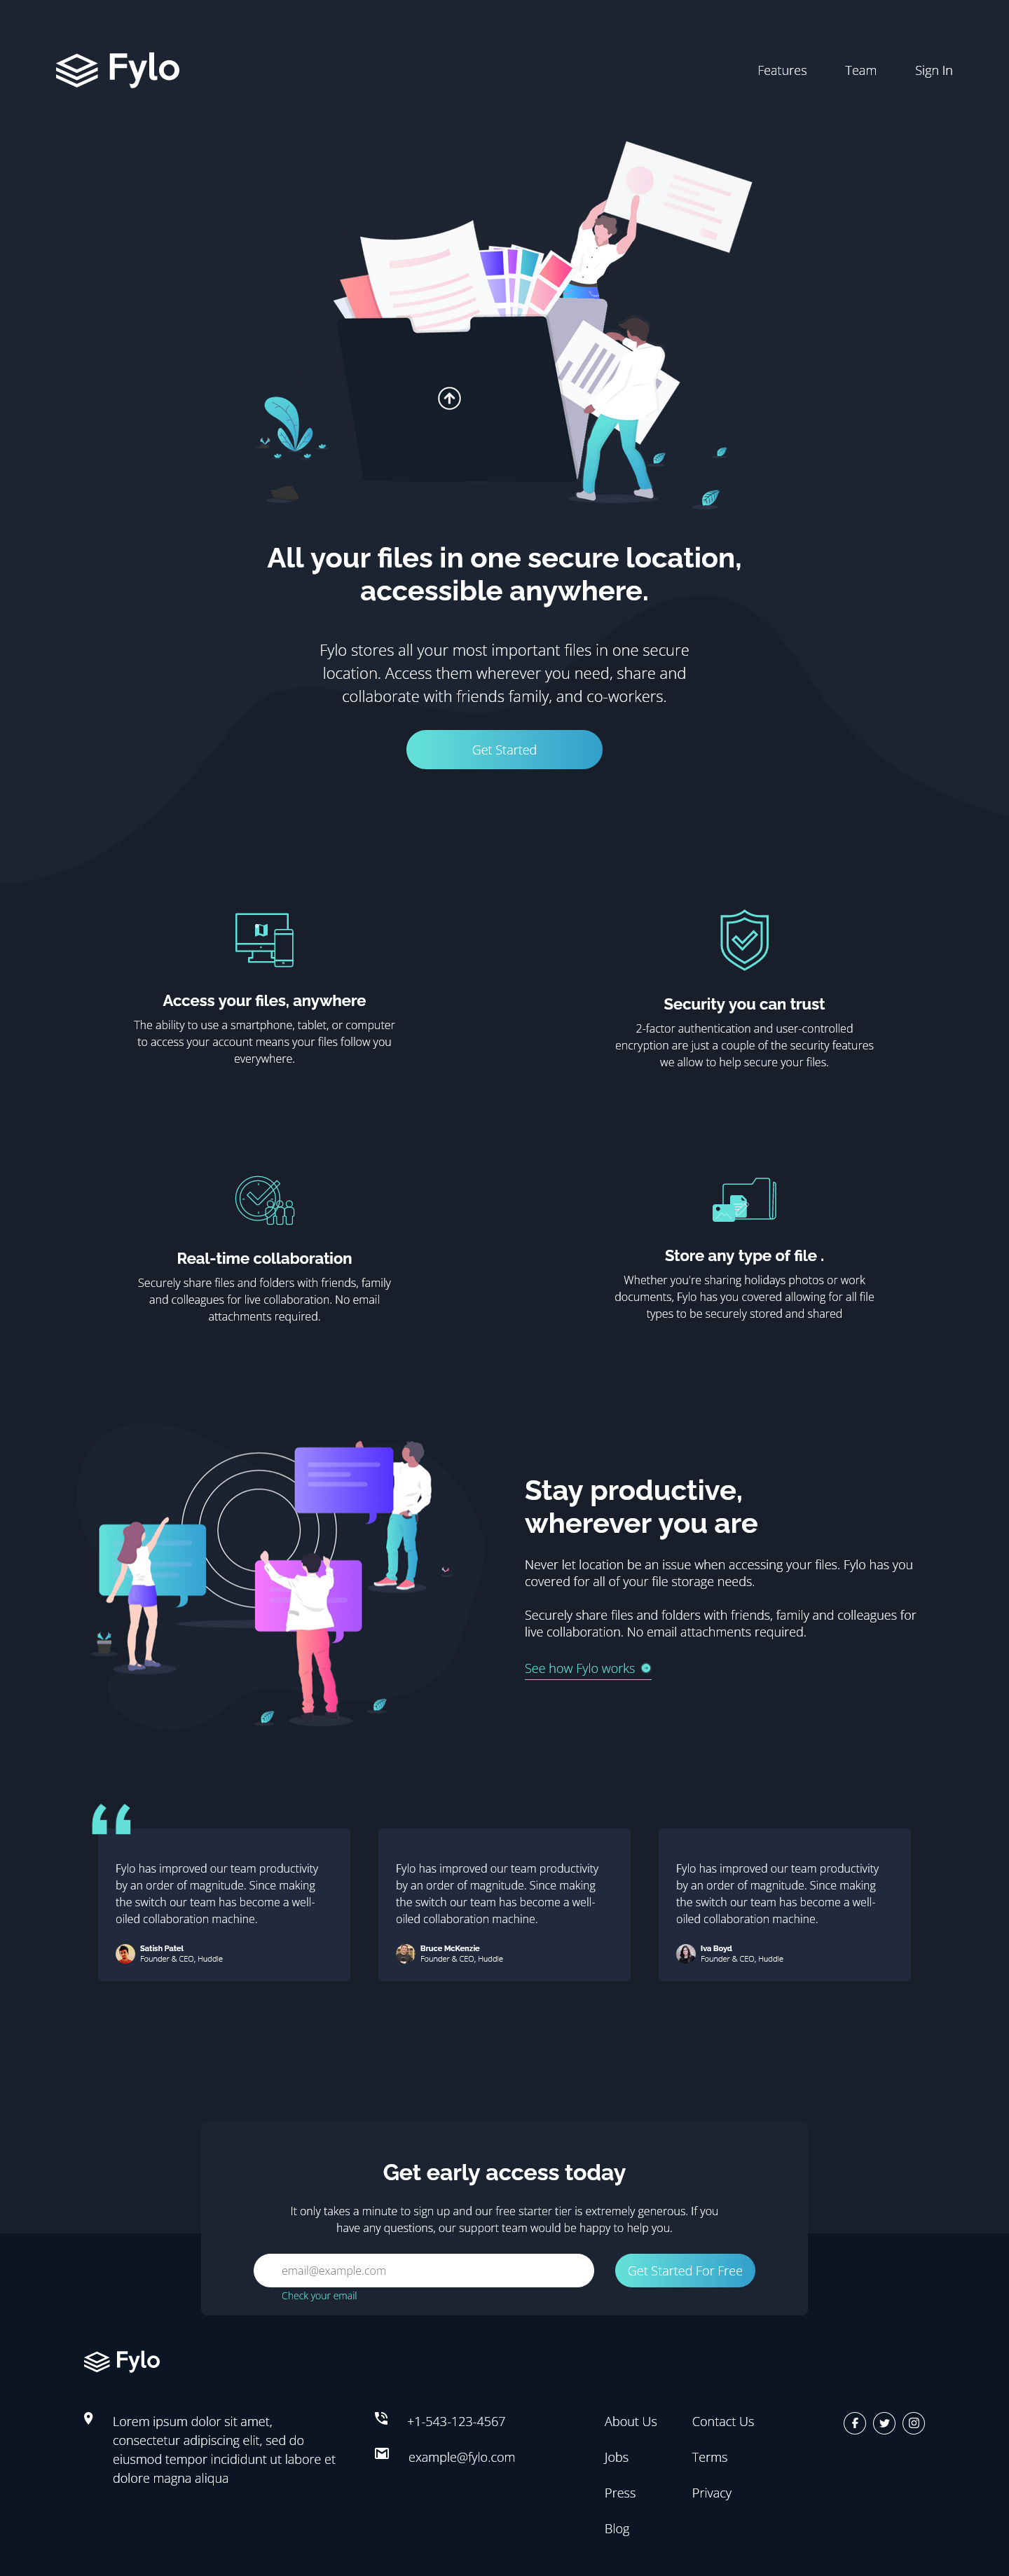 Fylo
Features
Team
Sign In
All your files in one secure location,
accessible anywhere.
Fylo stores all your most important files in one secure
location. Access them wherever you need, share and
collaborate with friends family, and co-workers.
Get Started
Access your files, anywhere
The ability to use a smartphone, tablet, or computer
to access your account means your files follow you
everywhere.
Security you can trust
2-factor authentication and user-controlled
encryption are just a couple of the security features
we allow to help secure your files.
Real-time collaboration
Securely share files and folders with friends, family
and colleagues for live collaboration. No email
attachments required.
Store any type of file .
Whether you're sharing holidays photos or work
documents, Fylo has you covered allowing for all file
types to be securely stored and shared
Stay productive,
wherever you are
Never let location be an issue when accessing your files. Fylo has you
covered for all of your file storage needs.
Securely share files and folders with friends, family and colleagues for
live collaboration. No email attachments required.
See how Fylo works
Fylo has improved our team productivity
by an order of magnitude. Since making
the switch our team has become a well-
oiled collaboration machine.
Satish Patel
Founder & CEO, Huddle
Fylo has improved our team productivity
by an order of magnitude. Since making
the switch our team has become a well-
oiled collaboration machine.
Bruce McKenzie
Founder & CEO, Huddle
Fylo has improved our team productivity
by an order of magnitude. Since making
the switch our team has become a well-
oiled collaboration machine.
Iva Boyd
Founder & CEO, Huddle
Get early access today
It only takes a minute to sign up and our free starter tier is extremely generous. If you
have any questions, our support team would be happy to help you.
email@example.com
Get Started For Free
Check your email
Fylo
Lorem ipsum dolor sit amet,
consectetur adipiscing elit, sed do
eiusmod tempor incididunt ut labore et
dolore magna aliqua
+1-543-123-4567
example@fylo.com
About Us
Jobs
Press
Blog
Contact Us
Terms
Privacy